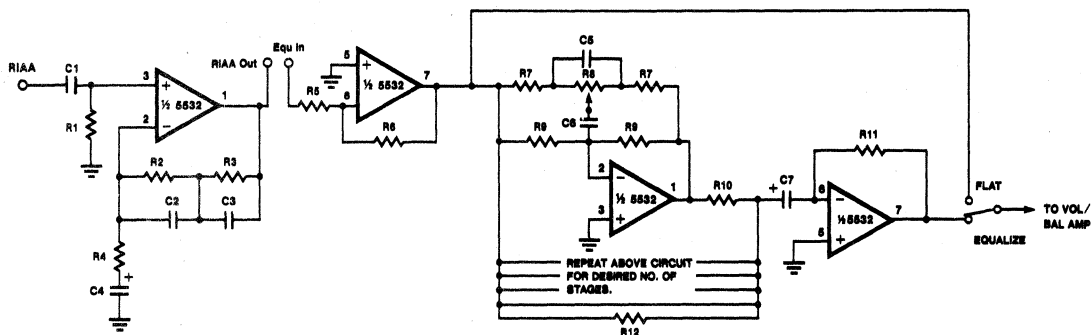 RIAA
C1
R1
3
+
½ 5532
2
−
1
R2
R3
C2
C3
R4
+
C4
RIAA Out
Equ In
R5
5
+
½ 5532
6
−
7
R6
C5
R7
R8
R7
C6
R9
R9
2
−
½ 5532
3
+
1
R10
REPEAT ABOVE CIRCUIT
FOR DESIRED NO. OF
STAGES.
R12
+
C7
R11
6
−
½ 5532
5
+
7
FLAT
EQUALIZE
TO VOL/
BAL AMP